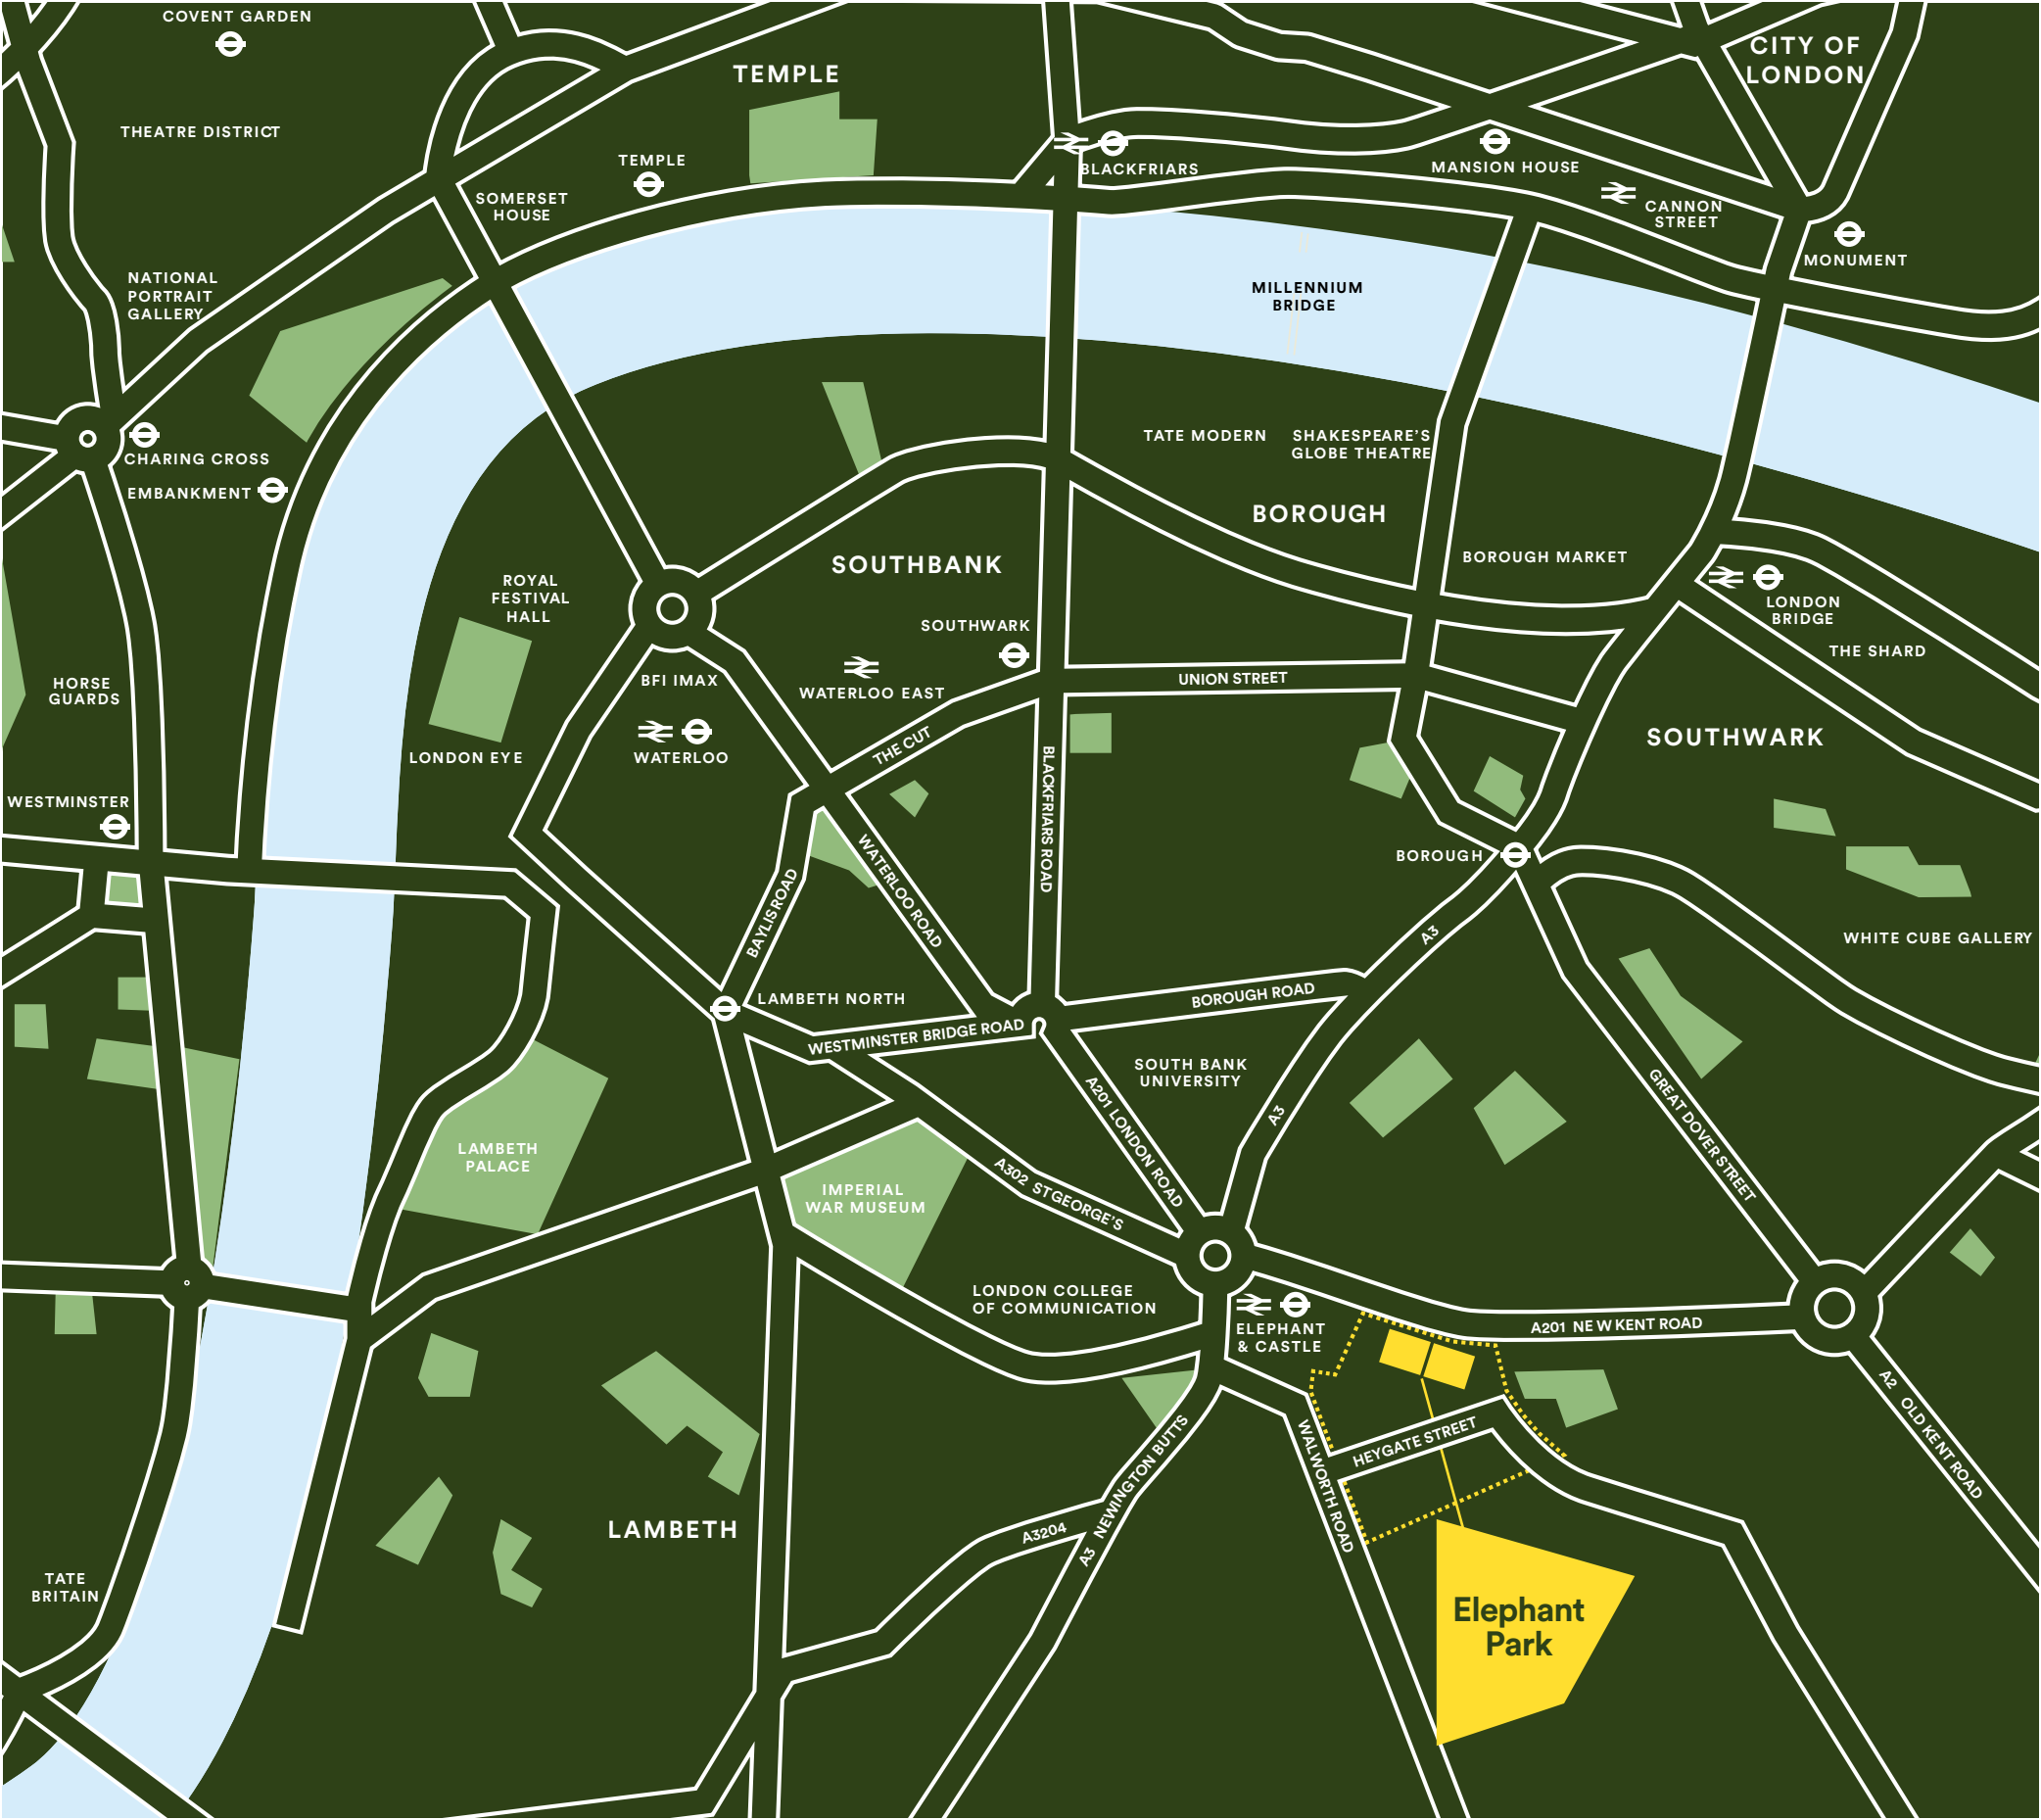 COVENT GARDEN
THEATRE DISTRICT
TEMPLE
TEMPLE
SOMERSET
HOUSE
BLACKFRIARS
MANSION HOUSE
CITY OF
LONDON
CANNON
STREET
MONUMENT
NATIONAL
PORTRAIT
GALLERY
MILLENNIUM
BRIDGE
CHARING CROSS
EMBANKMENT
TATE MODERN
SHAKESPEARE'S
GLOBE THEATRE
BOROUGH
SOUTHBANK
BOROUGH MARKET
ROYAL
FESTIVAL
HALL
SOUTHWARK
LONDON
BRIDGE
THE SHARD
HORSE
GUARDS
BFI IMAX
WATERLOO EAST
UNION STREET
LONDON EYE
WATERLOO
THE CUT
SOUTHWARK
WESTMINSTER
BLACKFRIARS ROAD
WATERLOO ROAD
BAYLIS ROAD
BOROUGH
A3
WHITE CUBE GALLERY
LAMBETH NORTH
BOROUGH ROAD
WESTMINSTER BRIDGE ROAD
SOUTH BANK
UNIVERSITY
A201 LONDON ROAD
A3
GREAT DOVER STREET
LAMBETH
PALACE
IMPERIAL
WAR MUSEUM
A302 STGEORGE'S
LONDON COLLEGE
OF COMMUNICATION
ELEPHANT
& CASTLE
A201 NEW KENT ROAD
A2 OLD KENT ROAD
HEYGATE STREET
WALWORTH ROAD
A3 NEWINGTON BUTTS
A3204
LAMBETH
TATE
BRITAIN
Elephant
Park